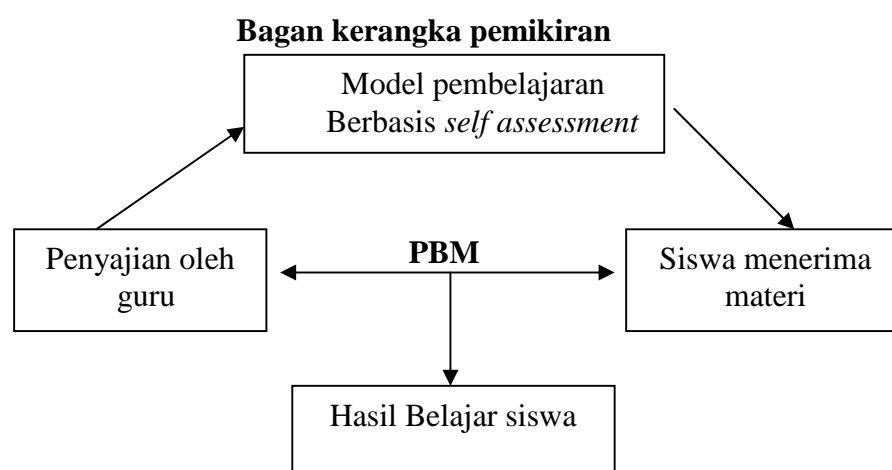 Bagan kerangka pemikiran
Model pembelajaran
Berbasis self assessment
Penyajian oleh
guru
PBM
Siswa menerima
materi
Hasil Belajar siswa